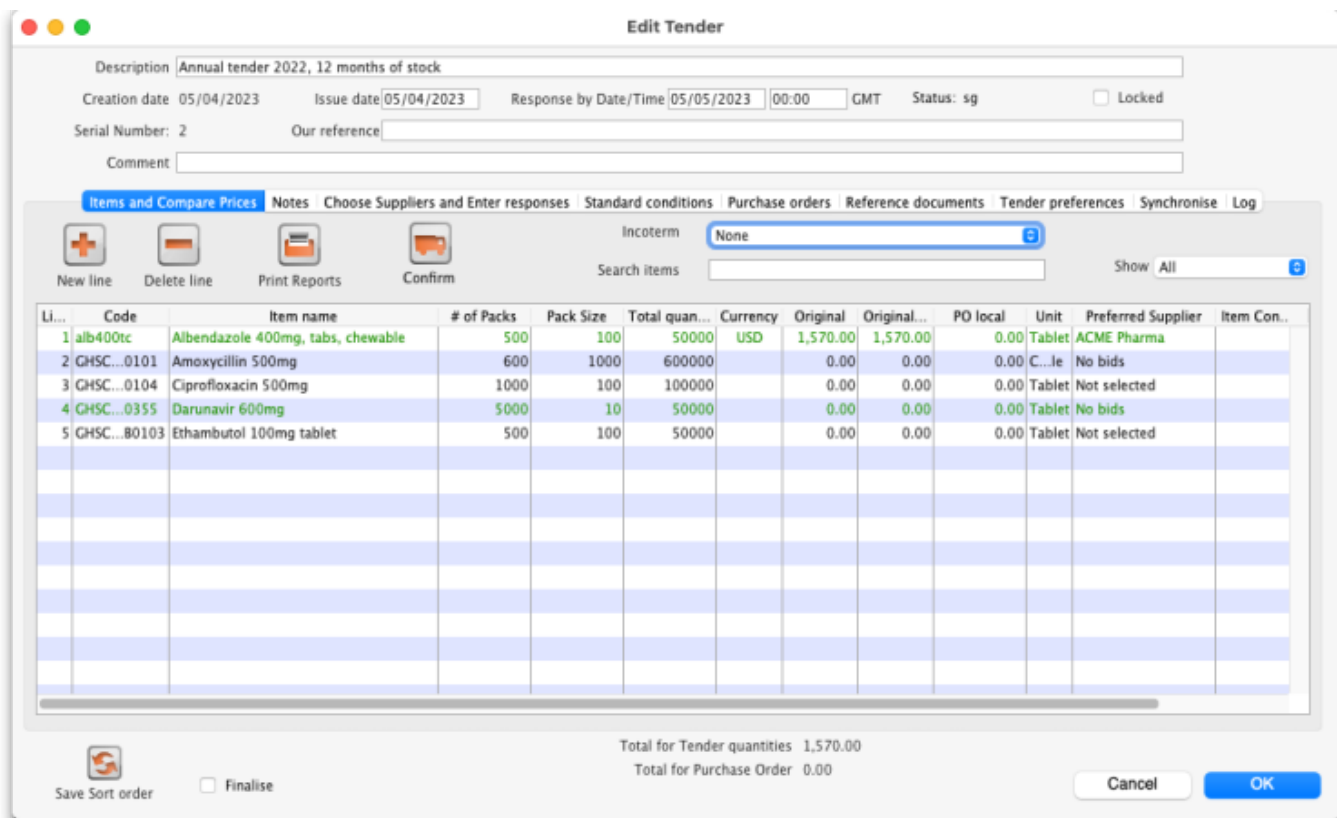 Edit Tender
Description Annual tender 2022, 12 months of stock
Creation date 05/04/2023 Issue date 05/04/2023 Response by Date/Time 05/05/2023 00:00 GMT Status: sg Locked
Serial Number: 2 Our reference
Comment
Items and Compare Prices Notes Choose Suppliers and Enter responses Standard conditions Purchase orders Reference documents Tender preferences Synchronise Log
Incoterm None
New line Delete line Print Reports Confirm Search items Show All
Li... Code Item name # of Packs Pack Size Total quan... Currency Original Original... PO local Unit Preferred Supplier Item Con..
1 alb400tc Albendazole 400mg, tabs, chewable 500 100 50000 USD 1,570.00 1,570.00 0.00 Tablet ACME Pharma
2 GHSC...0101 Amoxycillin 500mg 600 1000 600000 0.00 0.00 0.00 C...le No bids
3 GHSC...0104 Ciprofloxacin 500mg 1000 100 100000 0.00 0.00 0.00 Tablet Not selected
4 GHSC...0355 Darunavir 600mg 5000 10 50000 0.00 0.00 0.00 Tablet No bids
5 GHSC...80103 Ethambutol 100mg tablet 500 100 50000 0.00 0.00 0.00 Tablet Not selected
Total for Tender quantities 1,570.00
Total for Purchase Order 0.00
Save Sort order Finalise Cancel OK